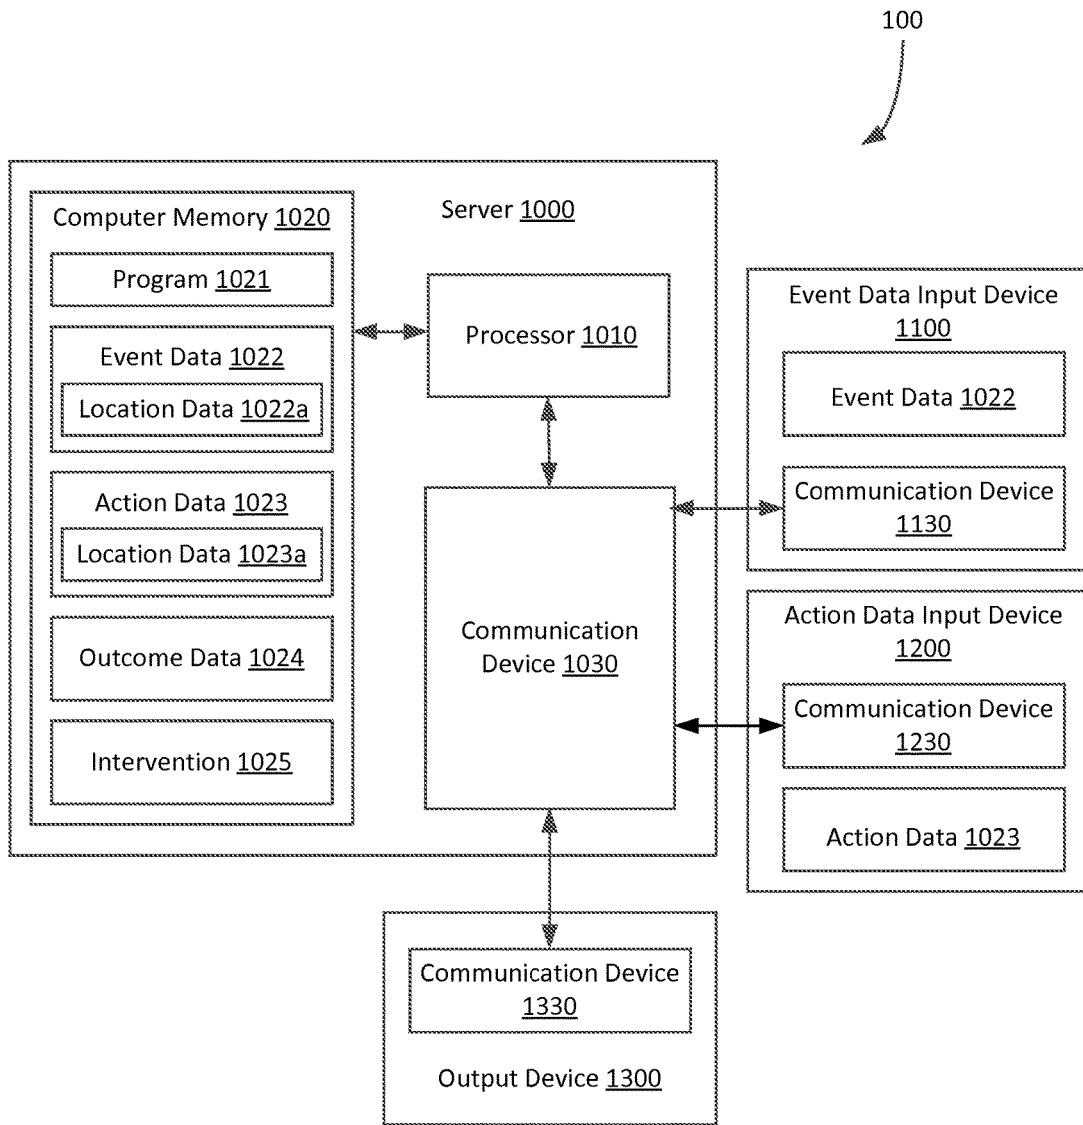 100
Server 1000
Computer Memory 1020
Program 1021
Event Data 1022
Location Data 1022a
Action Data 1023
Location Data 1023a
Outcome Data 1024
Intervention 1025
Processor 1010
Communication
Device 1030
Event Data Input Device
1100
Event Data 1022
Communication Device
1130
Action Data Input Device
1200
Communication Device
1230
Action Data 1023
Communication Device
1330
Output Device 1300